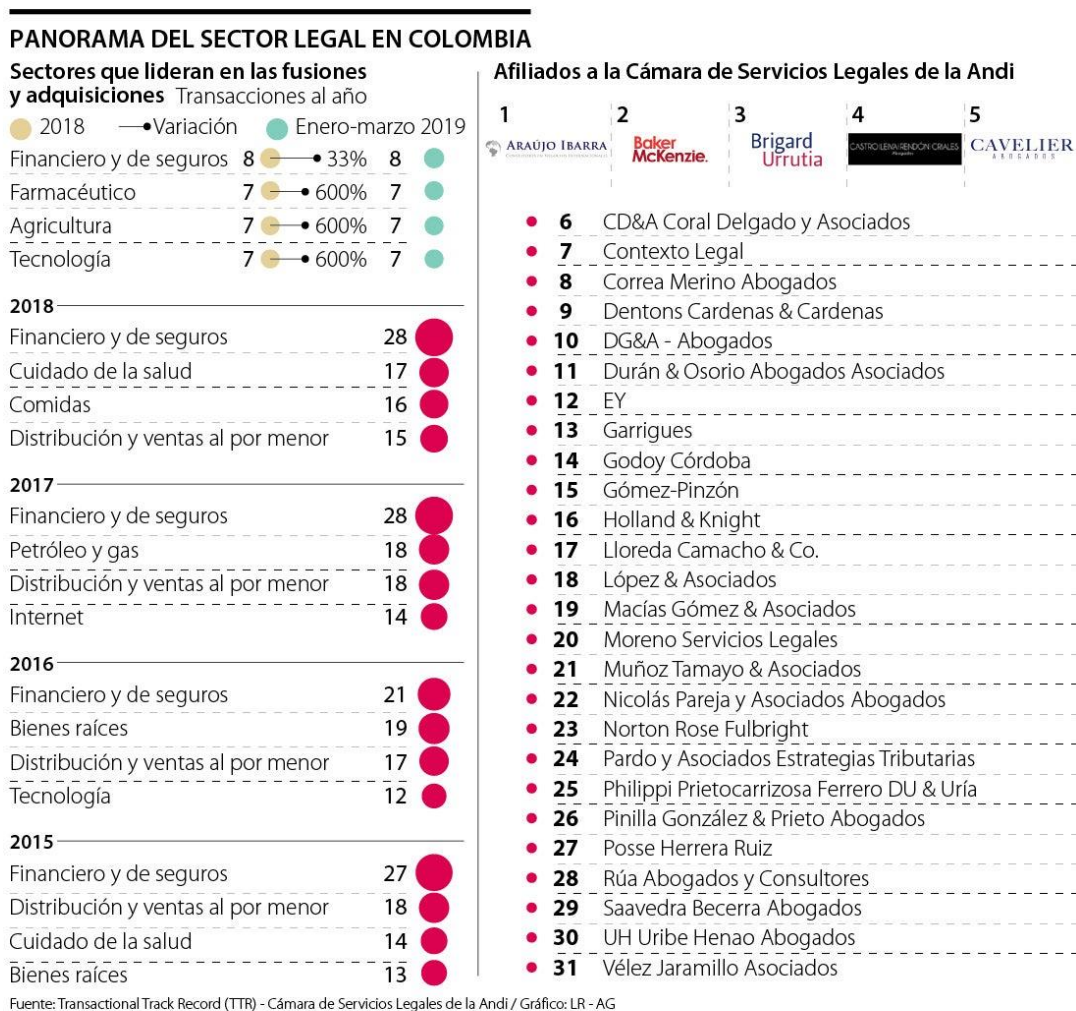 PANORAMA DEL SECTOR LEGAL EN COLOMBIA
Sectores que lideran en las fusiones
y adquisiciones Transacciones al año
2018 Variación Enero-marzo 2019
Financiero y de seguros 8 33% 8
Farmacéutico 7 600% 7
Agricultura 7 600% 7
Tecnología 7 600% 7
2018
Financiero y de seguros 28
Cuidado de la salud 17
Comidas 16
Distribución y ventas al por menor 15
2017
Financiero y de seguros 28
Petróleo y gas 18
Distribución y ventas al por menor 18
Internet 14
2016
Financiero y de seguros 21
Bienes raíces 19
Distribución y ventas al por menor 17
Tecnología 12
2015
Financiero y de seguros 27
Distribución y ventas al por menor 18
Cuidado de la salud 14
Bienes raíces 13
Afiliados a la Cámara de Servicios Legales de la Andi
1 2 3 4 5
ARAÚJO IBARRA
Baker
McKenzie.
Brigard
Urrutia
CASTRO LEIVA RENDÓN CRIALES
CAVELIER
ABOGADOS
6 CD&A Coral Delgado y Asociados
7 Contexto Legal
8 Correa Merino Abogados
9 Dentons Cardenas & Cardenas
10 DG&A - Abogados
11 Durán & Osorio Abogados Asociados
12 EY
13 Garrigues
14 Godoy Córdoba
15 Gómez-Pinzón
16 Holland & Knight
17 Lloreda Camacho & Co.
18 López & Asociados
19 Macías Gómez & Asociados
20 Moreno Servicios Legales
21 Muñoz Tamayo & Asociados
22 Nicolás Pareja y Asociados Abogados
23 Norton Rose Fulbright
24 Pardo y Asociados Estrategias Tributarias
25 Philippi Prietocarrizosa Ferrero DU & Uría
26 Pinilla González & Prieto Abogados
27 Posse Herrera Ruiz
28 Rúa Abogados y Consultores
29 Saavedra Becerra Abogados
30 UH Uribe Henao Abogados
31 Vélez Jaramillo Asociados
Fuente: Transactional Track Record (TTR) - Cámara de Servicios Legales de la Andi / Gráfico: LR - AG